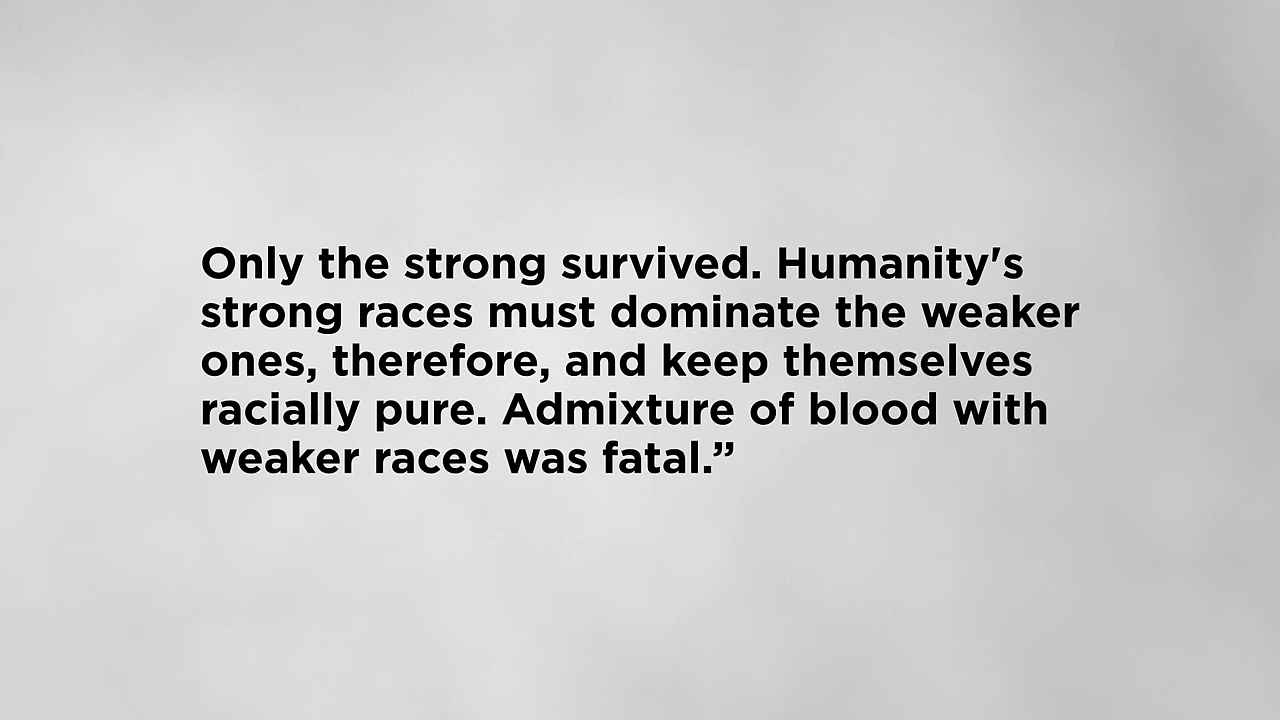 Only the strong survived. Humanity's
strong races must dominate the weaker
ones, therefore, and keep themselves
racially pure. Admixture of blood with
weaker races was fatal.”